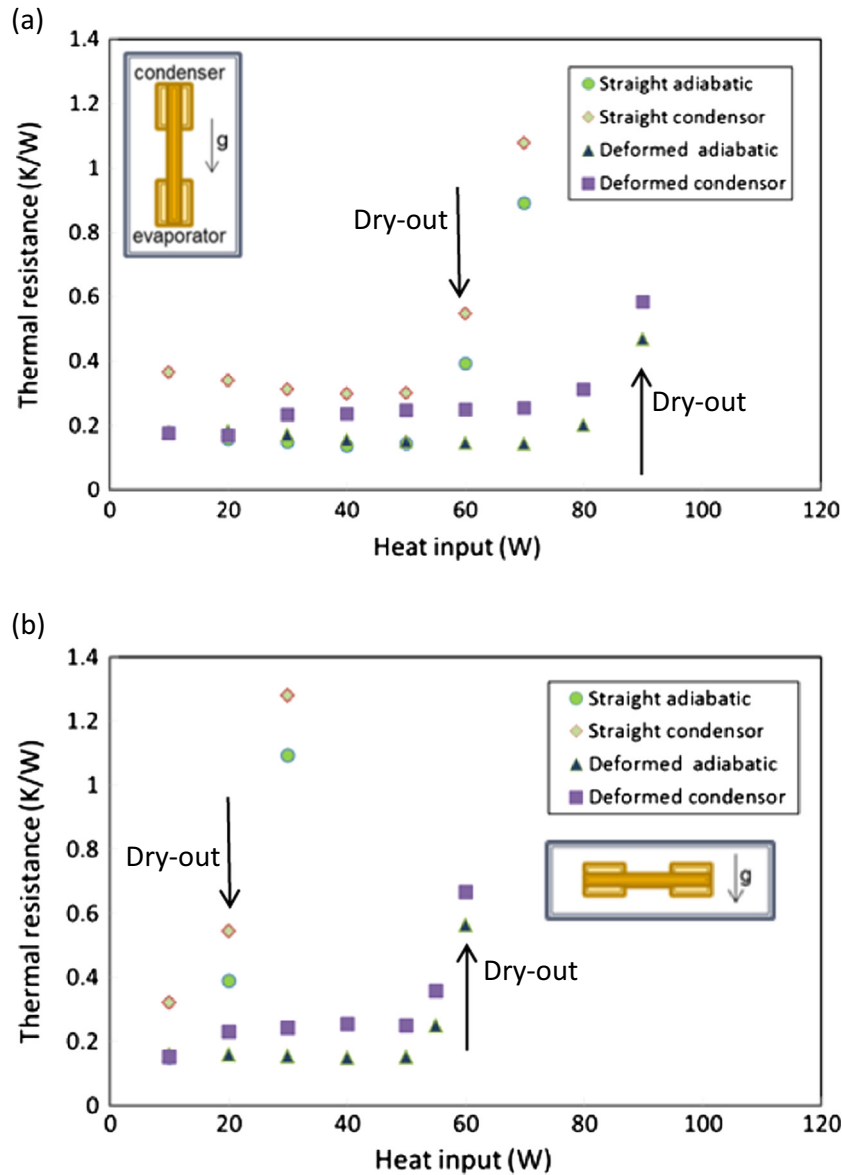 (a)
1.4
1.2
1
0.8
0.6
0.4
0.2
0
Thermal resistance (K/W)
condenser
g
evaporator
Straight adiabatic
Straight condensor
Deformed adiabatic
Deformed condensor
Dry-out
Dry-out
0 20 40 60 80 100 120
Heat input (W)
(b)
1.4
1.2
1
0.8
0.6
0.4
0.2
0
Thermal resistance (K/W)
Straight adiabatic
Straight condensor
Deformed adiabatic
Deformed condensor
g
Dry-out
Dry-out
0 20 40 60 80 100 120
Heat input (W)